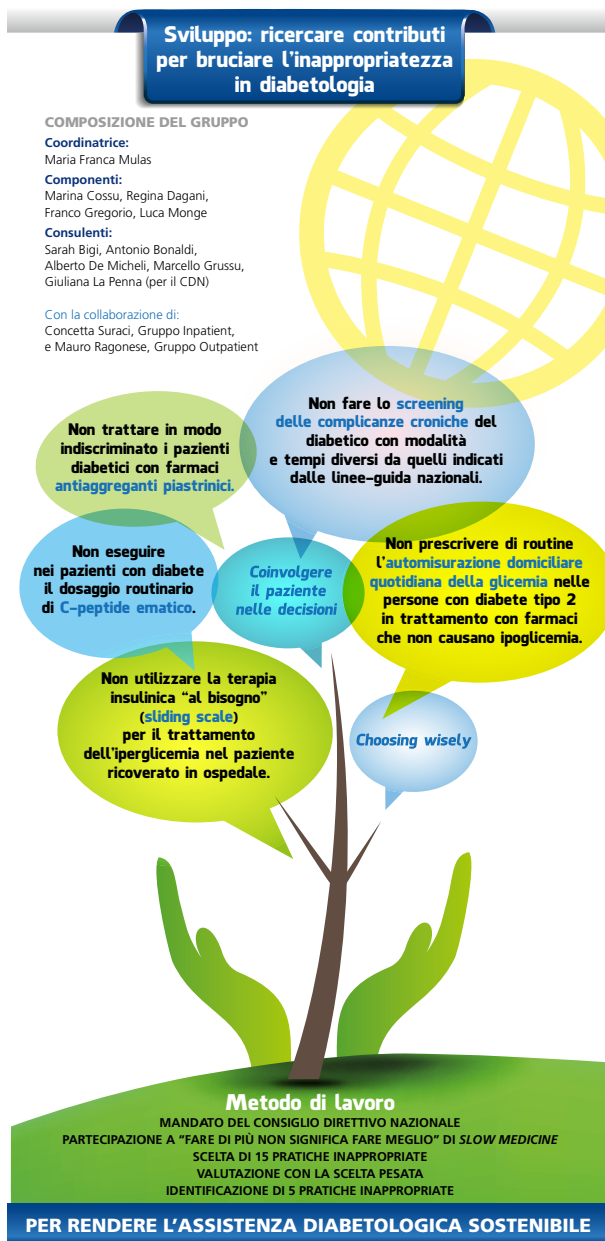 Sviluppo: ricercare contributi
per bruciare l'inappropriatezza
in diabetologia
COMPOSIZIONE DEL GRUPPO
Coordinatrice:
Maria Franca Mulas
Componenti:
Marina Cossu, Regina Dagani,
Franco Gregorio, Luca Monge
Consulenti:
Sarah Bigi, Antonio Bonaldi,
Alberto De Micheli, Marcello Grussu,
Giuliana La Penna (per il CDN)
Con la collaborazione di:
Concetta Suraci, Gruppo Inpatient,
e Mauro Ragonese, Gruppo Outpatient
Non trattare in modo
indiscriminato i pazienti
diabetici con farmaci
antiaggreganti piastrinici.
Non fare lo screening
delle complicanze croniche del
diabetico con modalità
e tempi diversi da quelli indicati
dalle linee-guida nazionali.
Non eseguire
nei pazienti con diabete
il dosaggio routinario
di C-peptide ematico.
Coinvolgere
il paziente
nelle decisioni
Non prescrivere di routine
l'automisurazione domiciliare
quotidiana della glicemia nelle
persone con diabete tipo 2
in trattamento con farmaci
che non causano ipoglicemia.
Non utilizzare la terapia
insulinica "al bisogno"
(sliding scale)
per il trattamento
dell'iperglicemia nel paziente
ricoverato in ospedale.
Choosing wisely
Metodo di lavoro
MANDATO DEL CONSIGLIO DIRETTIVO NAZIONALE
PARTECIPAZIONE A "FARE DI PIÙ NON SIGNIFICA FARE MEGLIO" DI SLOW MEDICINE
SCELTA DI 15 PRATICHE INAPPROPRIATE
VALUTAZIONE CON LA SCELTA PESATA
IDENTIFICAZIONE DI 5 PRATICHE INAPPROPRIATE
PER RENDERE L'ASSISTENZA DIABETOLOGICA SOSTENIBILE